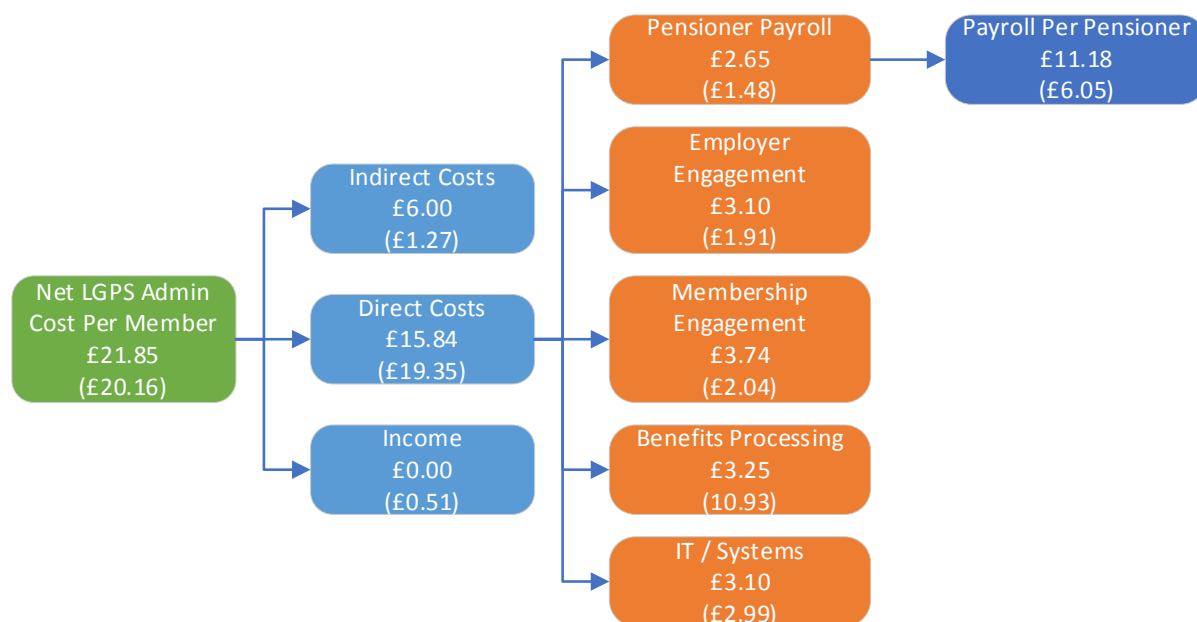 Pensioner Payroll
£2.65
(£1.48)
Payroll Per Pensioner
£11.18
(£6.05)
Employer
Engagement
£3.10
(£1.91)
Indirect Costs
£6.00
(£1.27)
Net LGPS Admin
Cost Per Member
£21.85
(£20.16)
Direct Costs
£15.84
(£19.35)
Membership
Engagement
£3.74
(£2.04)
Income
£0.00
(£0.51)
Benefits Processing
£3.25
(10.93)
IT / Systems
£3.10
(£2.99)